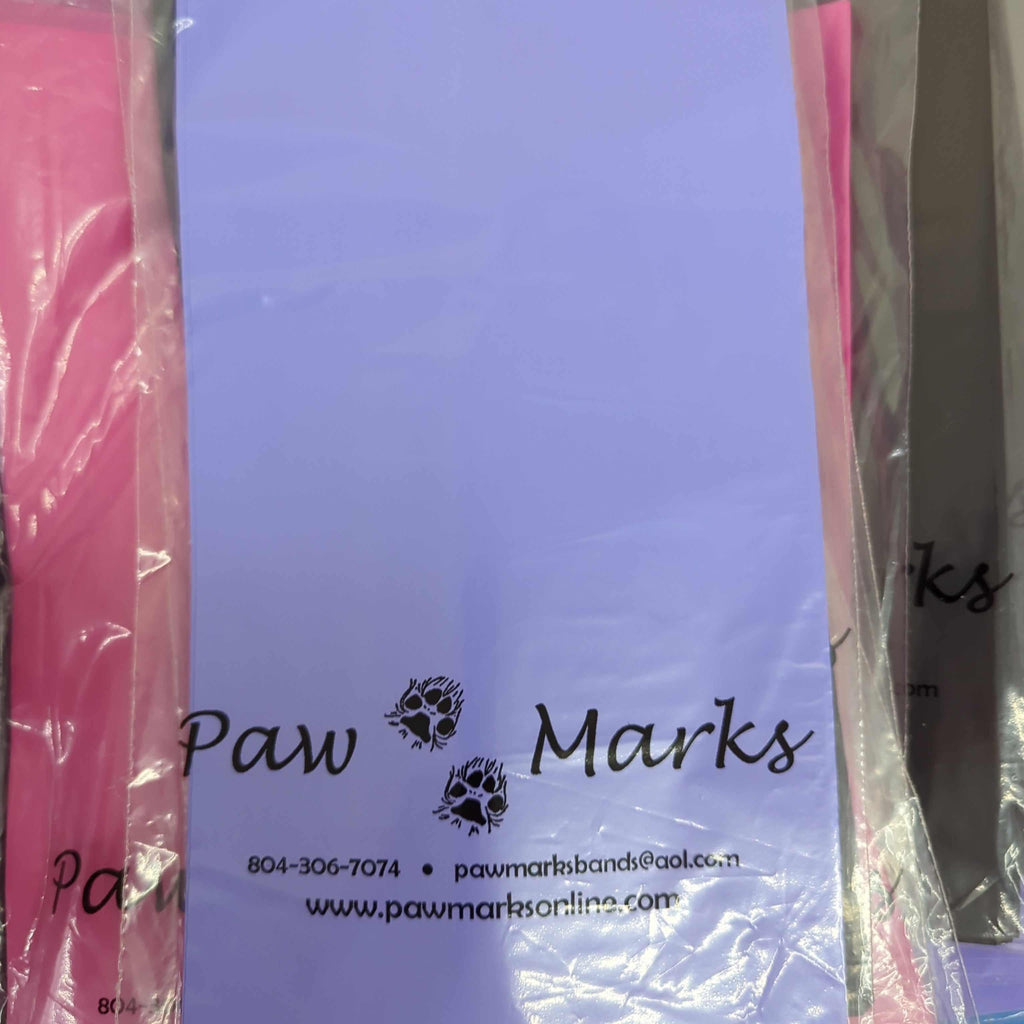 Paw Marks
804-306-7074 • pawmarksbands@aol.com
www.pawmarksonline.com